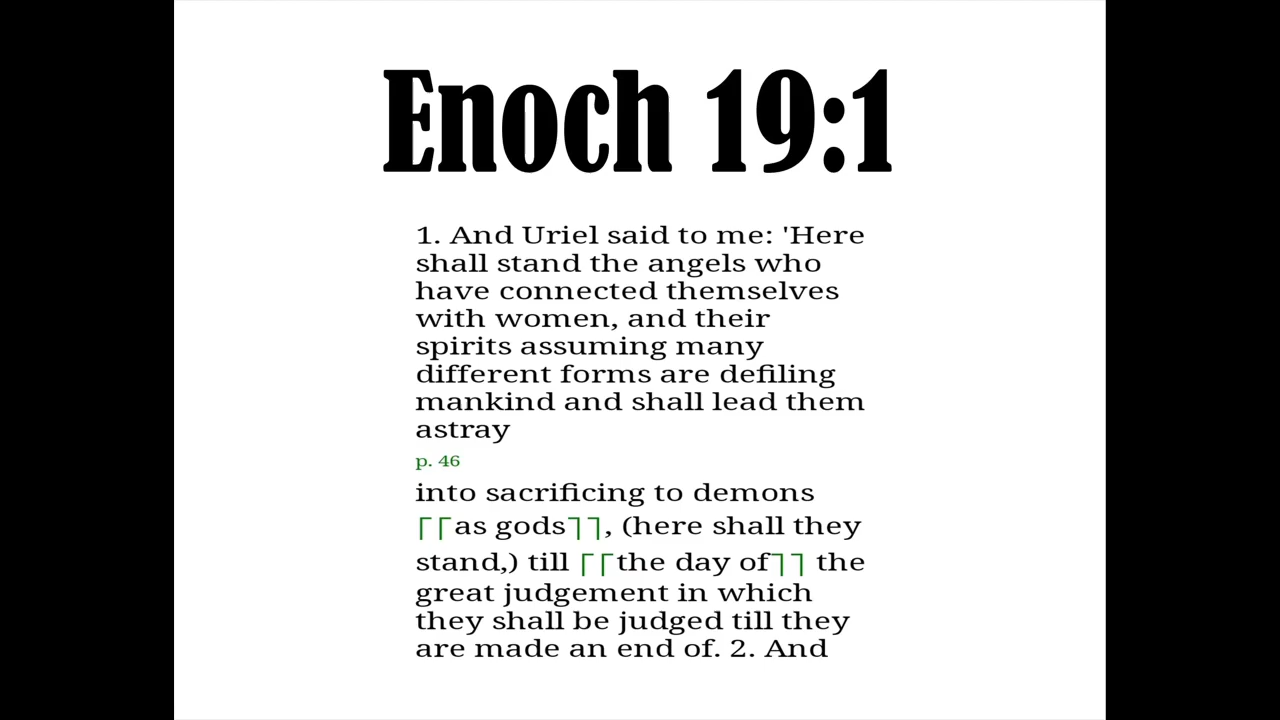 Enoch 19:1
1. And Uriel said to me: 'Here
shall stand the angels who
have connected themselves
with women, and their
spirits assuming many
different forms are defiling
mankind and shall lead them
astray
p. 46
into sacrificing to demons
⌈⌈as gods⌉⌉, (here shall they
stand,) till ⌈⌈the day of⌉⌉ the
great judgement in which
they shall be judged till they
are made an end of. 2. And